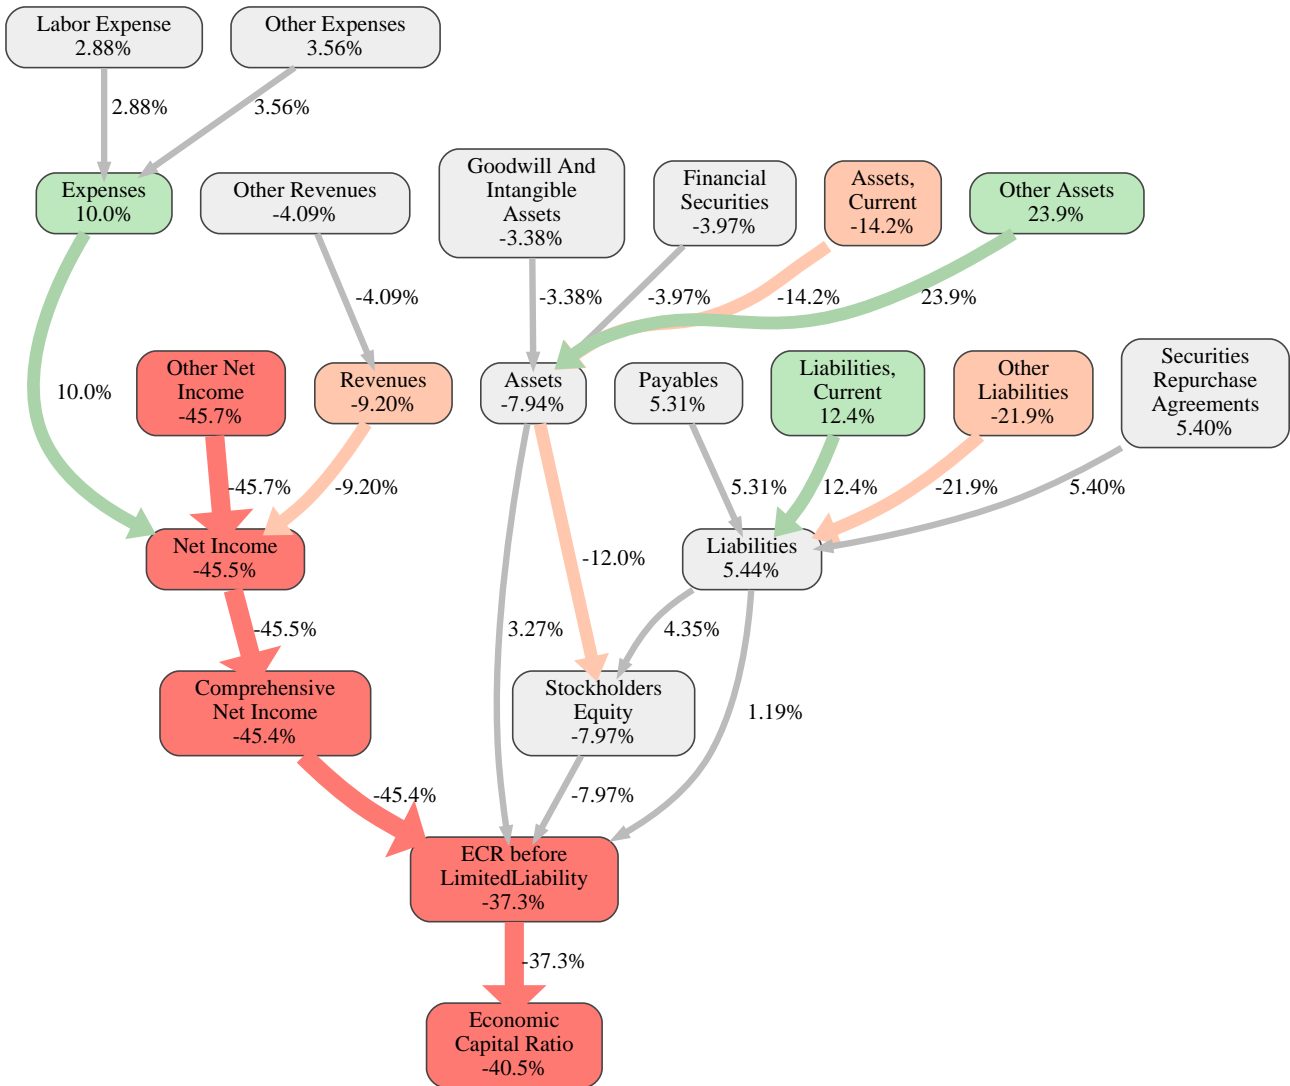 Labor Expense
2.88%
Other Expenses
3.56%
2.88%
3.56%
Expenses
10.0%
Other Revenues
-4.09%
Goodwill And
Intangible
Assets
-3.38%
Financial
Securities
-3.97%
Assets,
Current
-14.2%
Other Assets
23.9%
-4.09%
-3.38%
-3.97%
-14.2%
23.9%
10.0%
Other Net
Income
-45.7%
Revenues
-9.20%
Assets
-7.94%
Payables
5.31%
Liabilities,
Current
12.4%
Other
Liabilities
-21.9%
Securities
Repurchase
Agreements
5.40%
-45.7%
-9.20%
5.31%
12.4%
-21.9%
5.40%
Net Income
-45.5%
-12.0%
Liabilities
5.44%
-45.5%
3.27%
4.35%
Comprehensive
Net Income
-45.4%
Stockholders
Equity
-7.97%
1.19%
-45.4%
-7.97%
ECR before
LimitedLiability
-37.3%
-37.3%
Economic
Capital Ratio
-40.5%